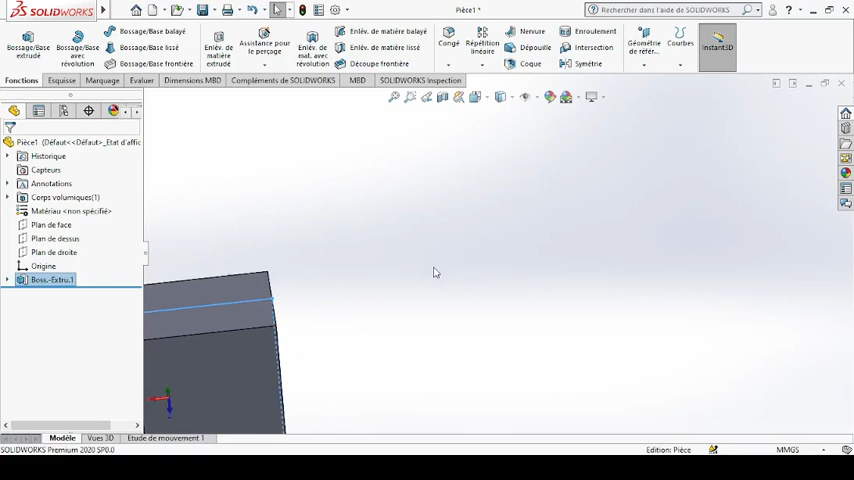 SOLIDWORKS
Pièce1 *
Rechercher dans l'aide de SOLIDWORKS
Bossage/Base extrudé
Bossage/Base avec révolution
Bossage/Base balayé
Bossage/Base lissé
Bossage/Base frontière
Enlèv. de matière extrudé
Assistance pour le perçage
Enlèv. de mat. avec révolution
Enlèv. de matière balayé
Enlèv. de matière lissé
Découpe frontière
Congé
Répétition linéaire
Nervure
Dépouille
Coque
Enroulement
Intersection
Symétrie
Géométrie de référ...
Courbes
Instant3D
Fonctions
Esquisse
Marquage
Evaluer
Dimensions MBD
Compléments de SOLIDWORKS
MBD
SOLIDWORKS Inspection
Pièce1 (Défaut<<Défaut>_Etat d'affic
Historique
Capteurs
Annotations
Corps volumiques(1)
Matériau <non spécifié>
Plan de face
Plan de dessus
Plan de droite
Origine
Boss.-Extru.1
Modèle
Vues 3D
Etude de mouvement 1
SOLIDWORKS Premium 2020 SP0.0
Edition: Pièce
MMGS